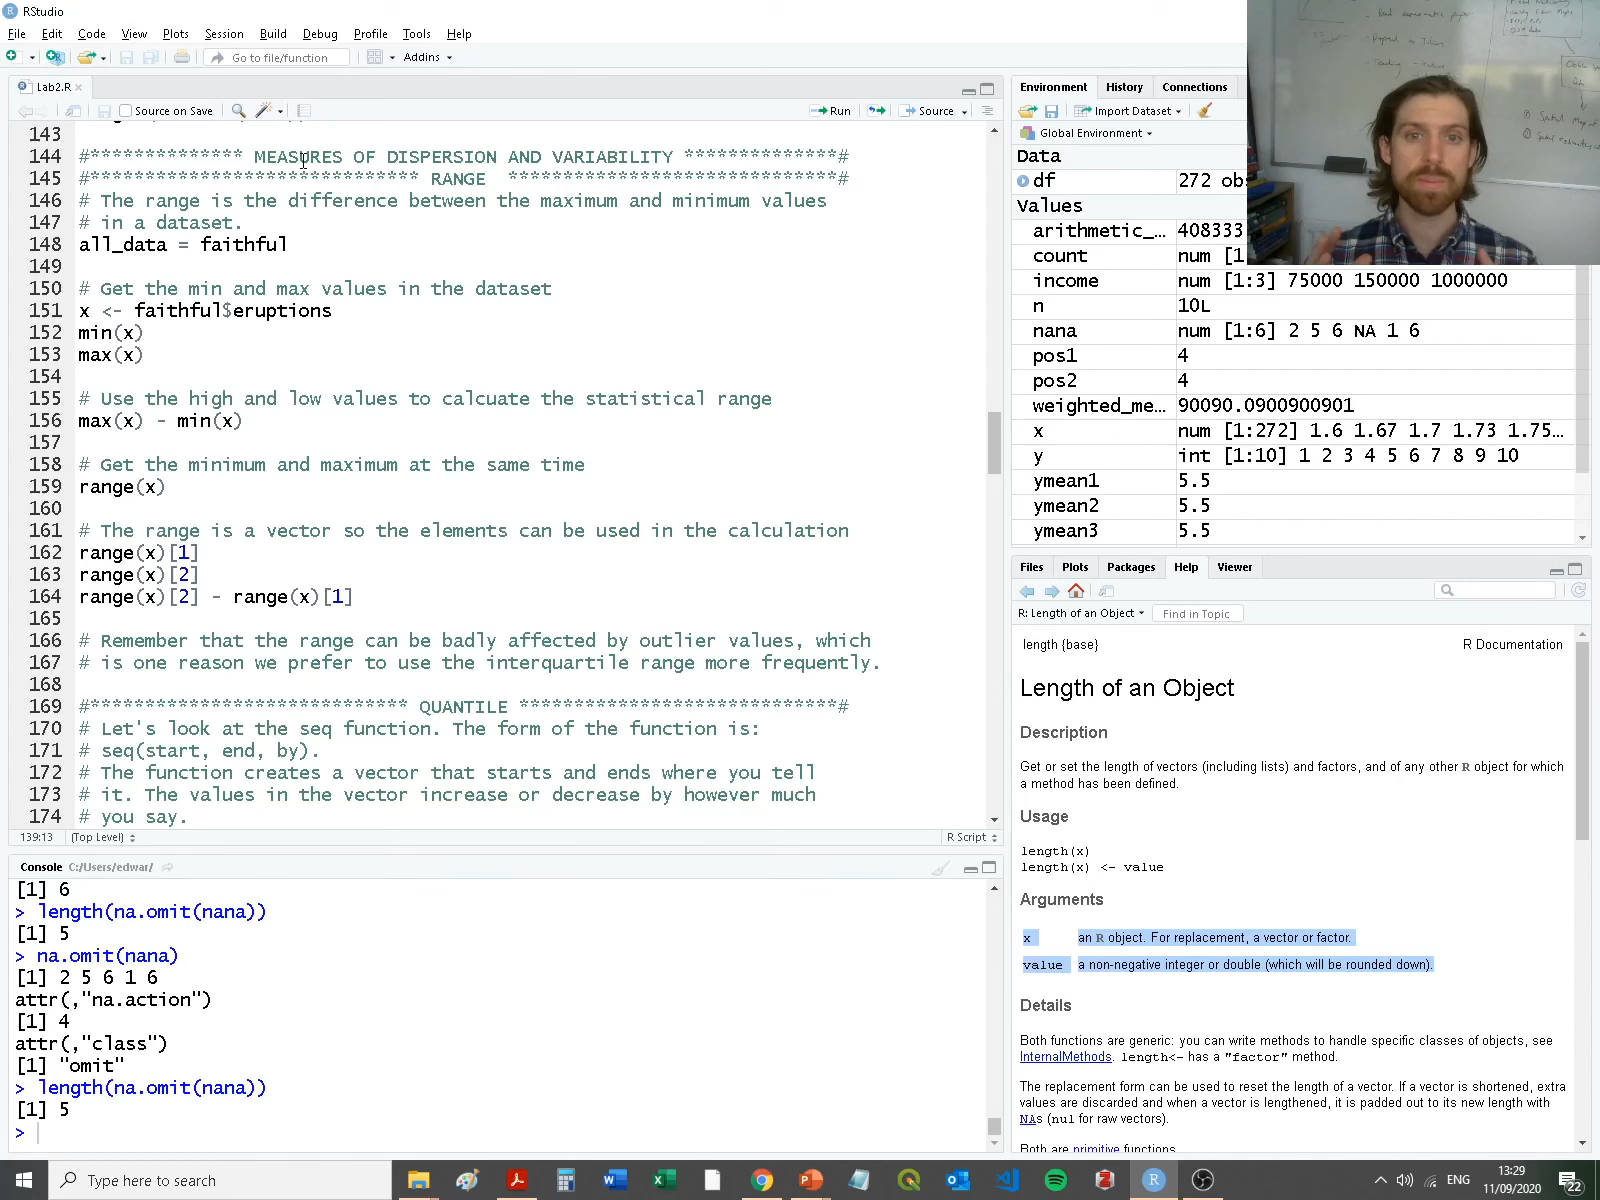 RStudio
File Edit Code View Plots Session Build Debug Profile Tools Help
Go to file/function Addins
Lab2.R
Source on Save Run Source
143
144 #************** MEASURES OF DISPERSION AND VARIABILITY **************#
145 #****************************** RANGE ******************************#
146 # The range is the difference between the maximum and minimum values
147 # in a dataset.
148 all_data = faithful
149
150 # Get the min and max values in the dataset
151 x <- faithful$eruptions
152 min(x)
153 max(x)
154
155 # Use the high and low values to calcuate the statistical range
156 max(x) - min(x)
157
158 # Get the minimum and maximum at the same time
159 range(x)
160
161 # The range is a vector so the elements can be used in the calculation
162 range(x)[1]
163 range(x)[2]
164 range(x)[2] - range(x)[1]
165
166 # Remember that the range can be badly affected by outlier values, which
167 # is one reason we prefer to use the interquartile range more frequently.
168
169 #***************************** QUANTILE *****************************#
170 # Let's look at the seq function. The form of the function is:
171 # seq(start, end, by).
172 # The function creates a vector that starts and ends where you tell
173 # it. The values in the vector increase or decrease by however much
174 # you say.
139:13 (Top Level) R Script
Console C:/Users/edwar/
[1] 6
> length(na.omit(nana))
[1] 5
> na.omit(nana)
[1] 2 5 6 1 6
attr(,"na.action")
[1] 4
attr(,"class")
[1] "omit"
> length(na.omit(nana))
[1] 5
>
Environment History Connections
Import Dataset
Global Environment
Data
df 272 obs
Values
arithmetic_… 408333
count num [1
income num [1:3] 75000 150000 1000000
n 10L
nana num [1:6] 2 5 6 NA 1 6
pos1 4
pos2 4
weighted_me… 90090.0900900901
x num [1:272] 1.6 1.67 1.7 1.73 1.75…
y int [1:10] 1 2 3 4 5 6 7 8 9 10
ymean1 5.5
ymean2 5.5
ymean3 5.5
Files Plots Packages Help Viewer
R: Length of an Object Find in Topic
length {base} R Documentation
Length of an Object
Description
Get or set the length of vectors (including lists) and factors, and of any other R object for which
a method has been defined.
Usage
length(x)
length(x) <- value
Arguments
x an R object. For replacement, a vector or factor.
value a non-negative integer or double (which will be rounded down).
Details
Both functions are generic: you can write methods to handle specific classes of objects, see
InternalMethods. length<- has a "factor" method.
The replacement form can be used to reset the length of a vector. If a vector is shortened, extra
values are discarded and when a vector is lengthened, it is padded out to its new length with
NAs (nul for raw vectors).
Both are primitive functions
Type here to search
ENG
13:29
11/09/2020
22